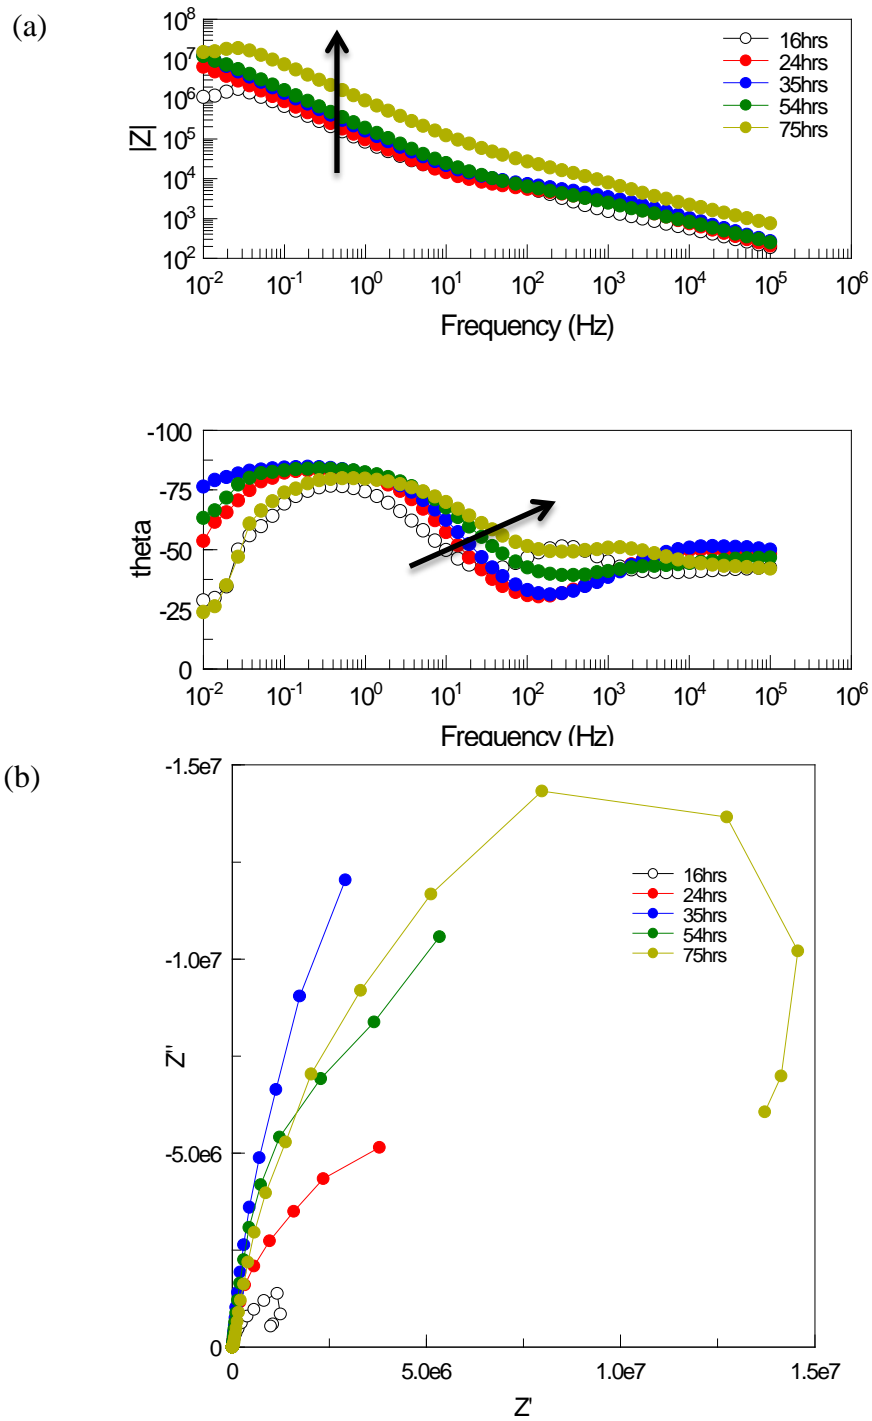 (a)
10^8
10^7
10^6
10^5
10^4
10^3
10^2
|Z|
16hrs
24hrs
35hrs
54hrs
75hrs
10^-2 10^-1 10^0 10^1 10^2 10^3 10^4 10^5 10^6
Frequency (Hz)
-100
-75
-50
-25
0
theta
10^-2 10^-1 10^0 10^1 10^2 10^3 10^4 10^5 10^6
Frequency (Hz)
(b)
-1.5e7
-1.0e7
-5.0e6
0
Z''
16hrs
24hrs
35hrs
54hrs
75hrs
0 5.0e6 1.0e7 1.5e7
Z'